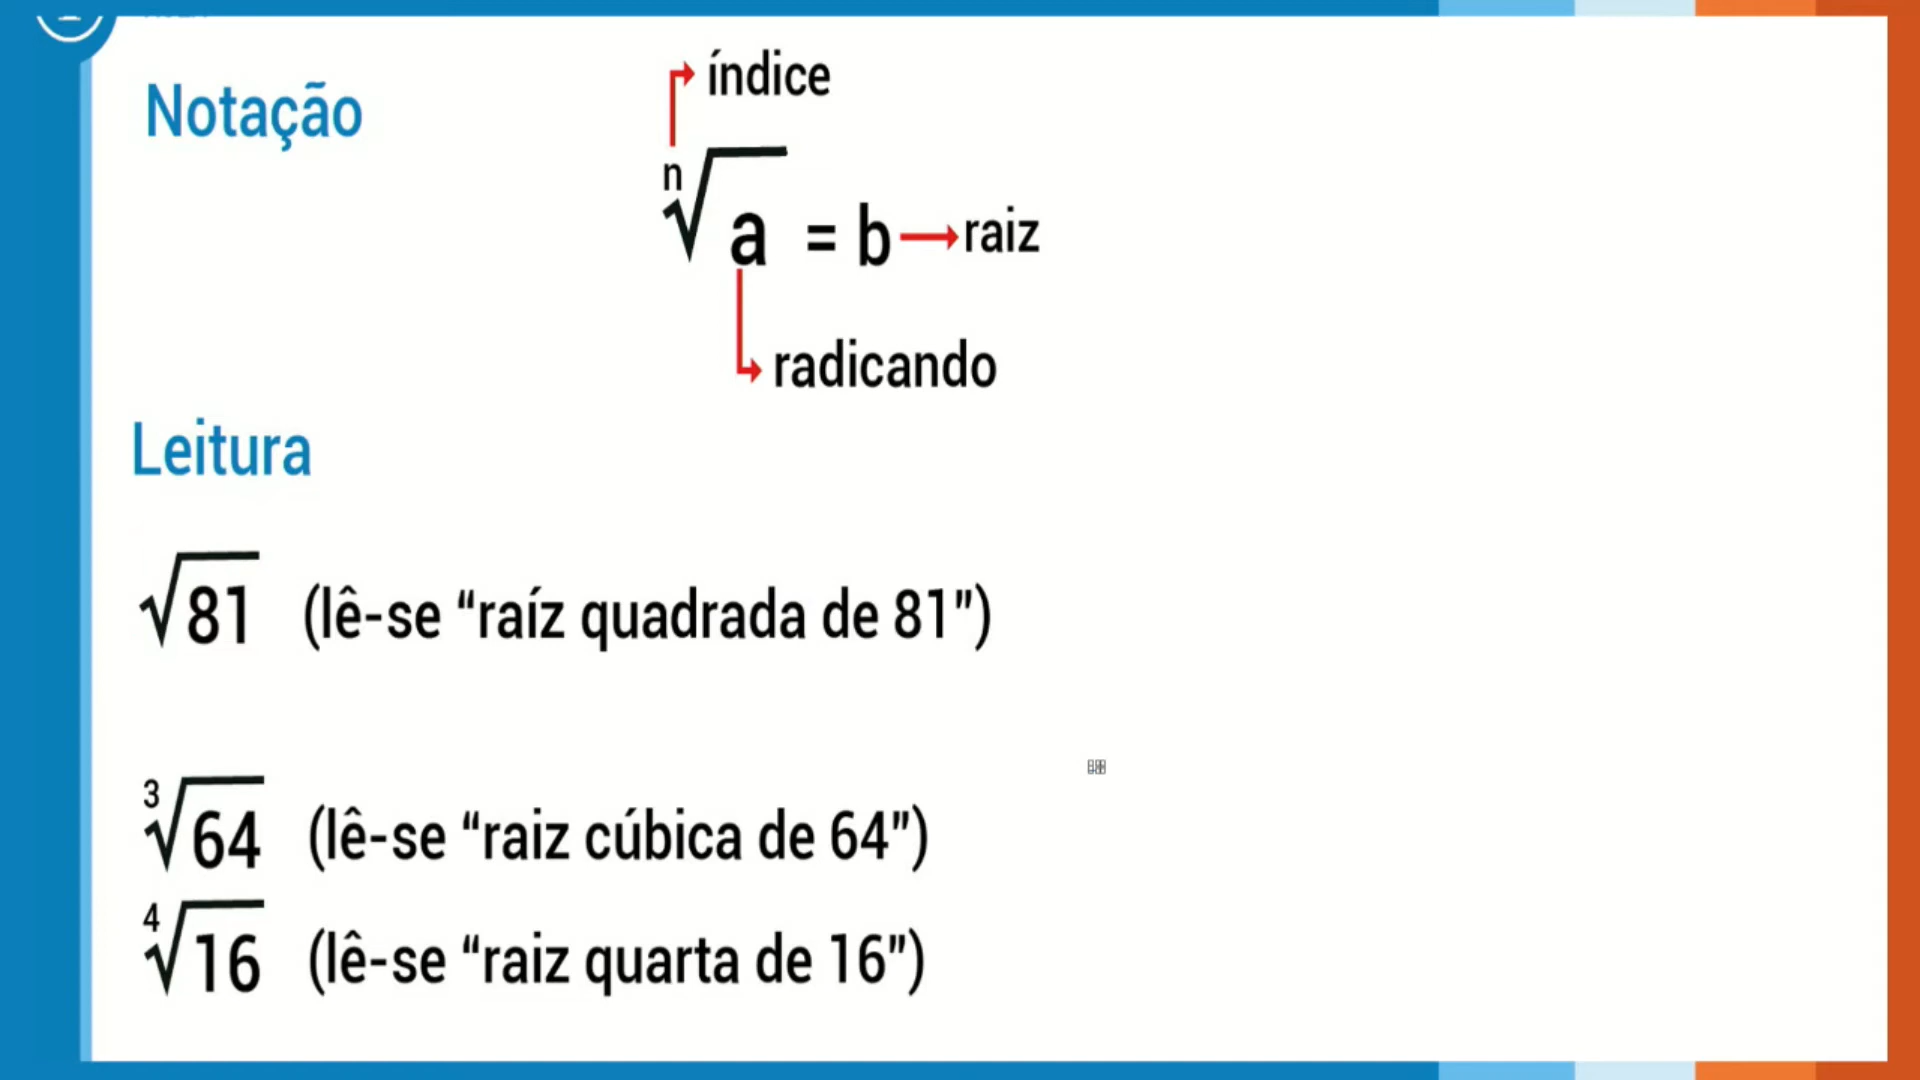 Notação
índice
n√a = b → raiz
radicando
Leitura
√81 (lê-se “raíz quadrada de 81”)
3√64 (lê-se “raiz cúbica de 64”)
4√16 (lê-se “raiz quarta de 16”)